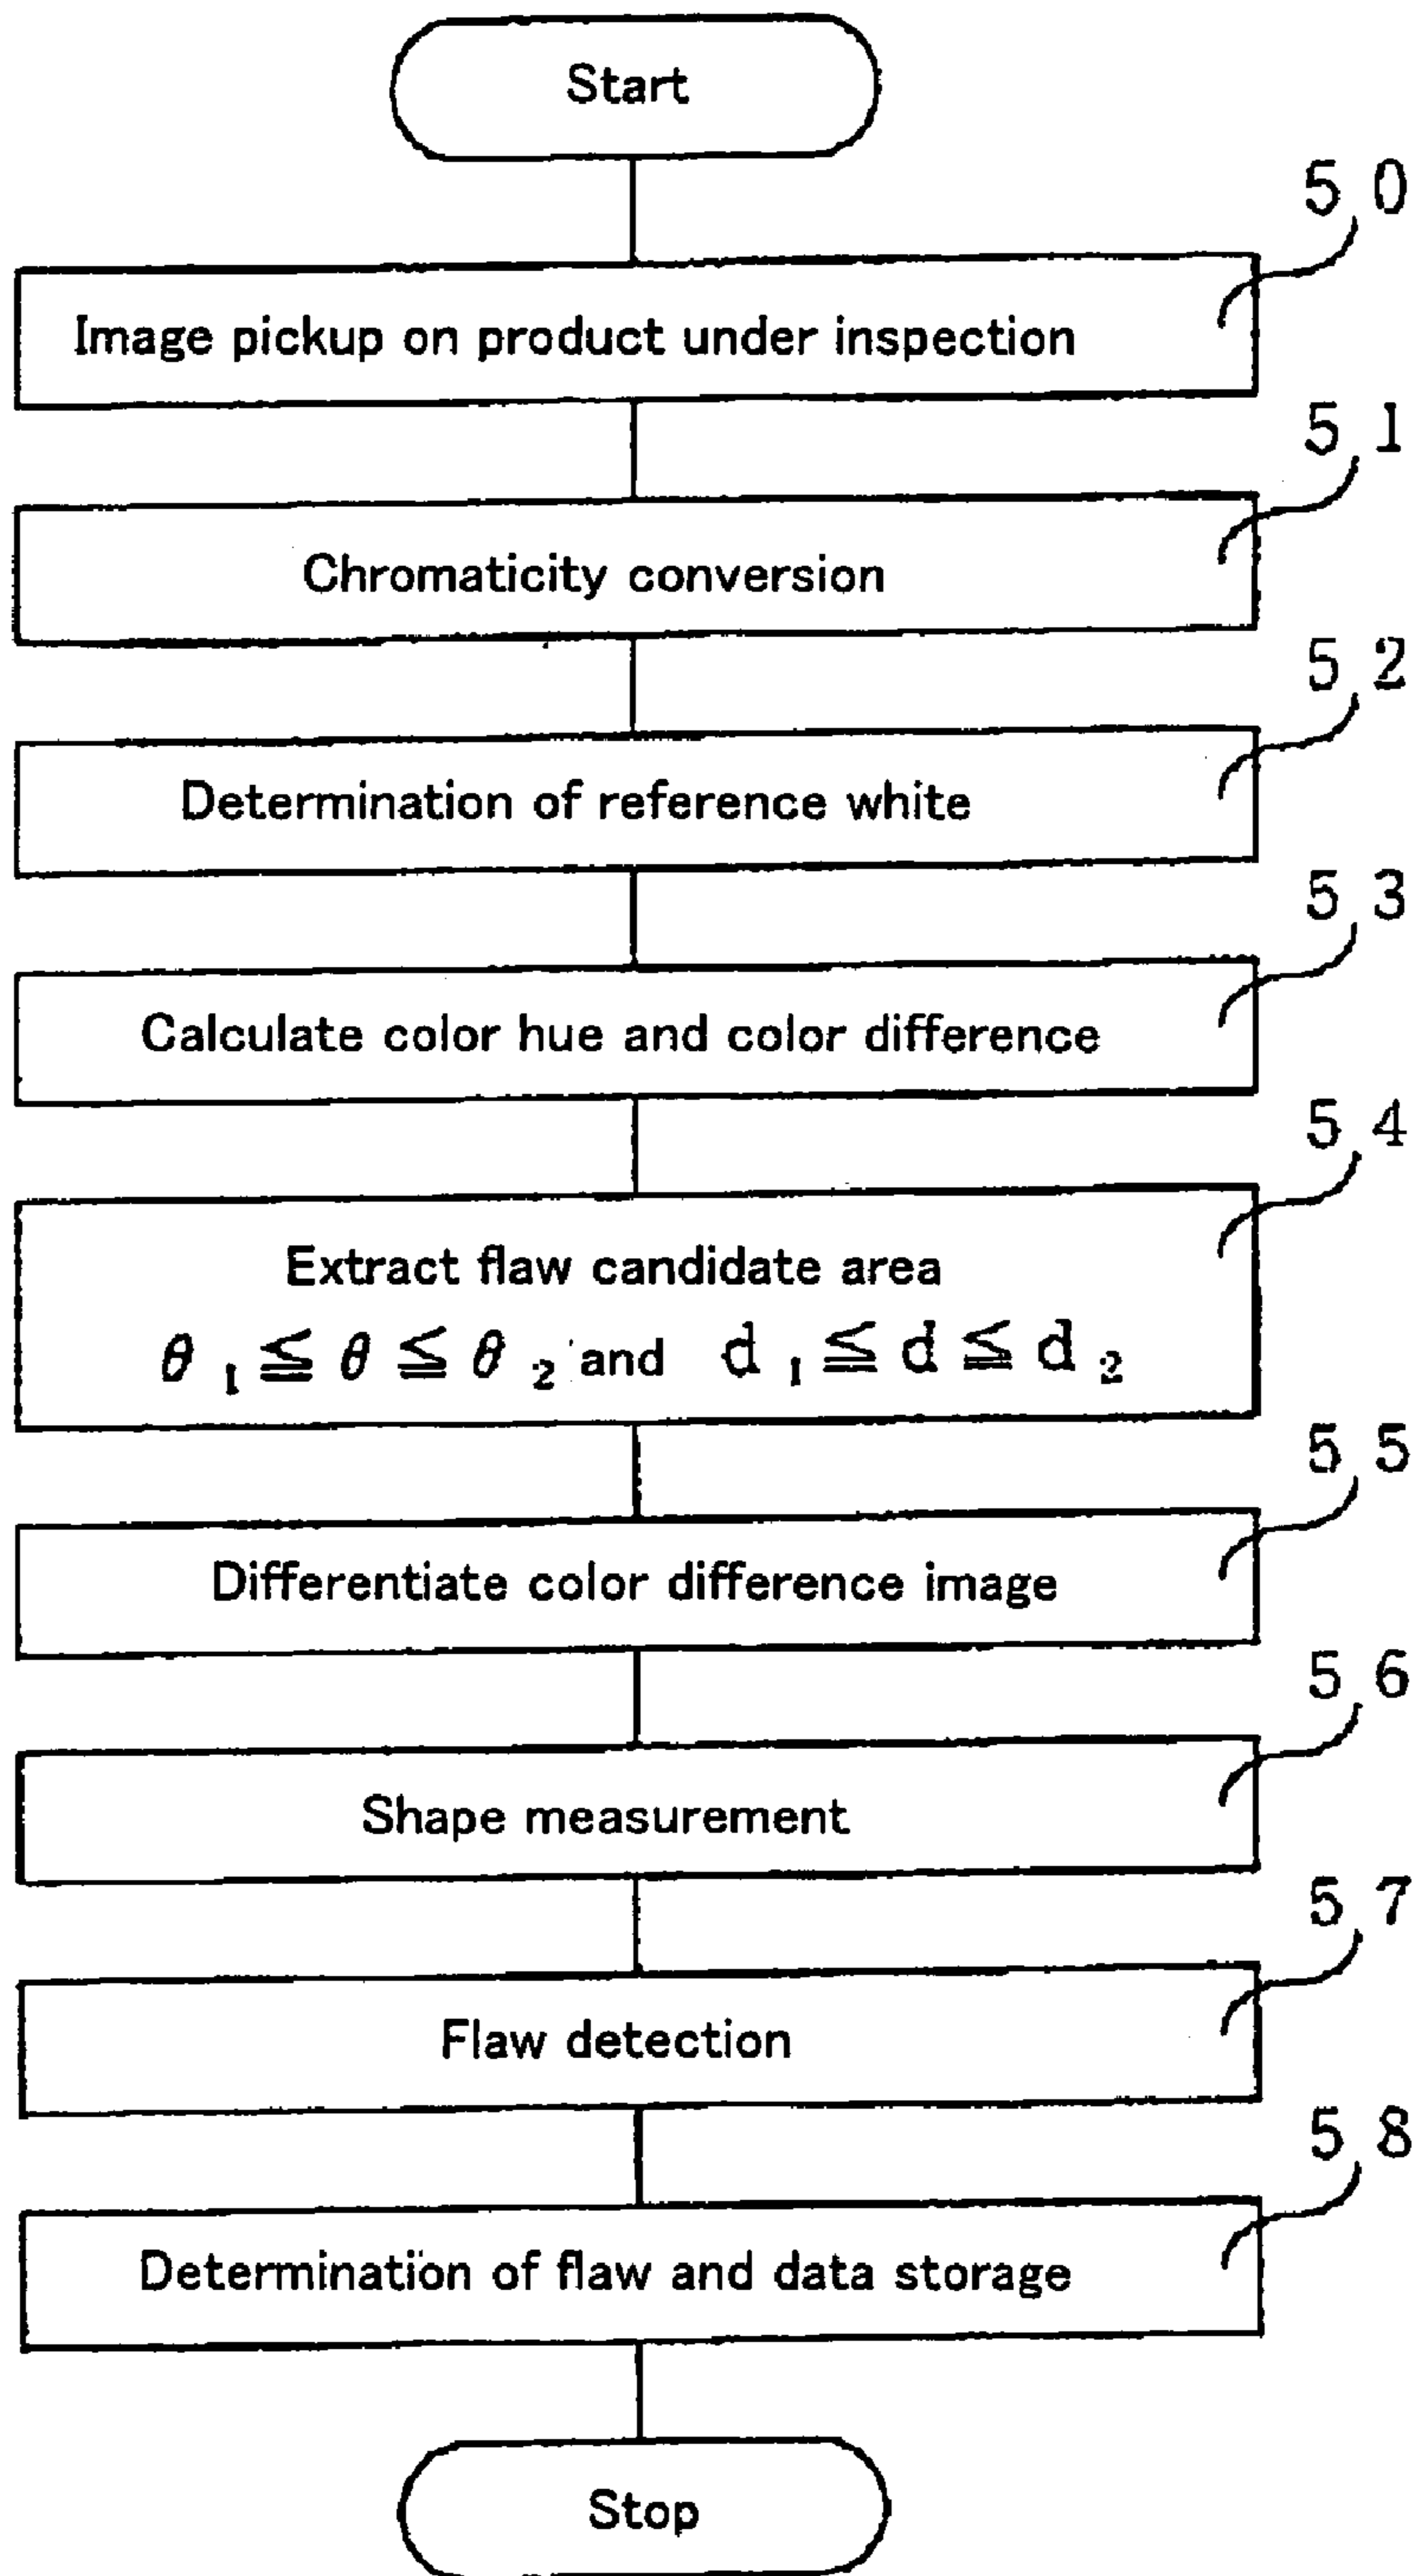 Start
50
Image pickup on product under inspection
51
Chromaticity conversion
52
Determination of reference white
53
Calculate color hue and color difference
54
Extract flaw candidate area
θ₁ ≦ θ ≦ θ₂ and d₁ ≦ d ≦ d₂
55
Differentiate color difference image
56
Shape measurement
57
Flaw detection
58
Determination of flaw and data storage
Stop